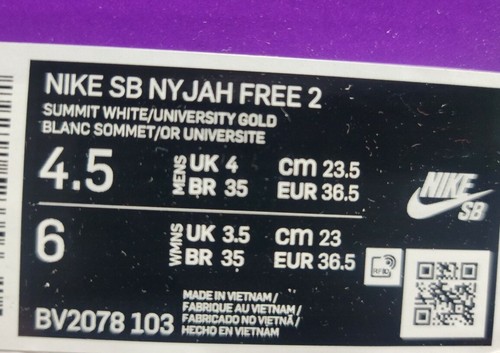 NIKE SB NYJAH FREE 2
SUMMIT WHITE/UNIVERSITY GOLD
BLANC SOMMET/OR UNIVERSITE
4.5 MENS UK 4 cm 23.5
BR 35 EUR 36.5
6 WMNS UK 3.5 cm 23
BR 35 EUR 36.5
NIKE
SB
RFID
BV2078 103
MADE IN VIETNAM /
FABRIQUE AU VIETNAM /
FABRICADO NO VIETNÃ /
HECHO EN VIETNAM